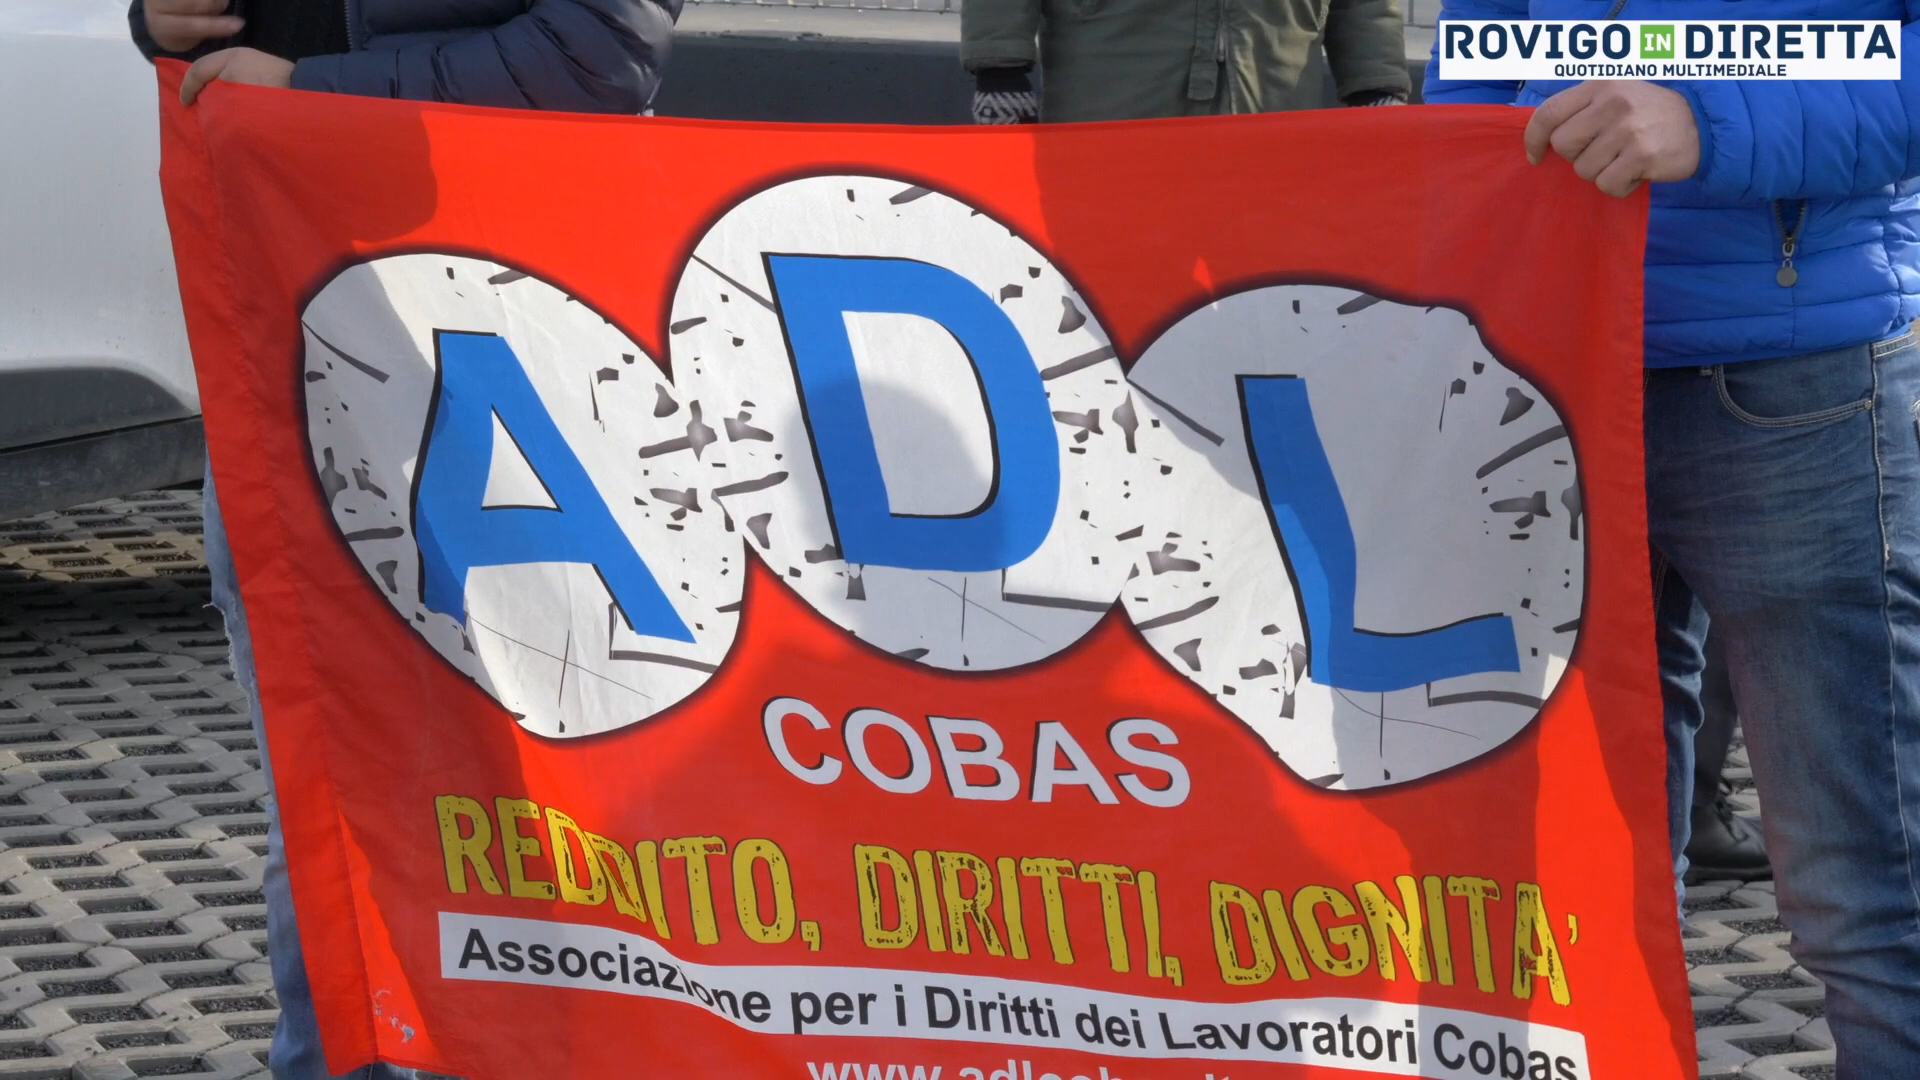 ROVIGO IN DIRETTA
QUOTIDIANO MULTIMEDIALE
ADL
COBAS
REDDITO, DIRITTI, DIGNITA'
Associazione per i Diritti dei Lavoratori Cobas